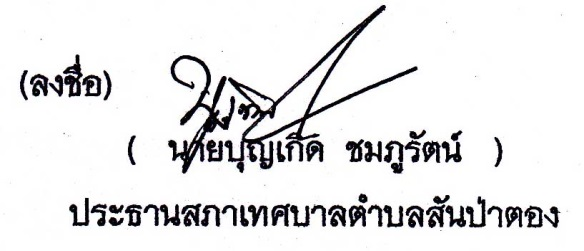 (ลงชื่อ)
( นายบุญเกิด ชมภูรัตน์ )
ประธานสภาเทศบาลตำบลสันป่าตอง